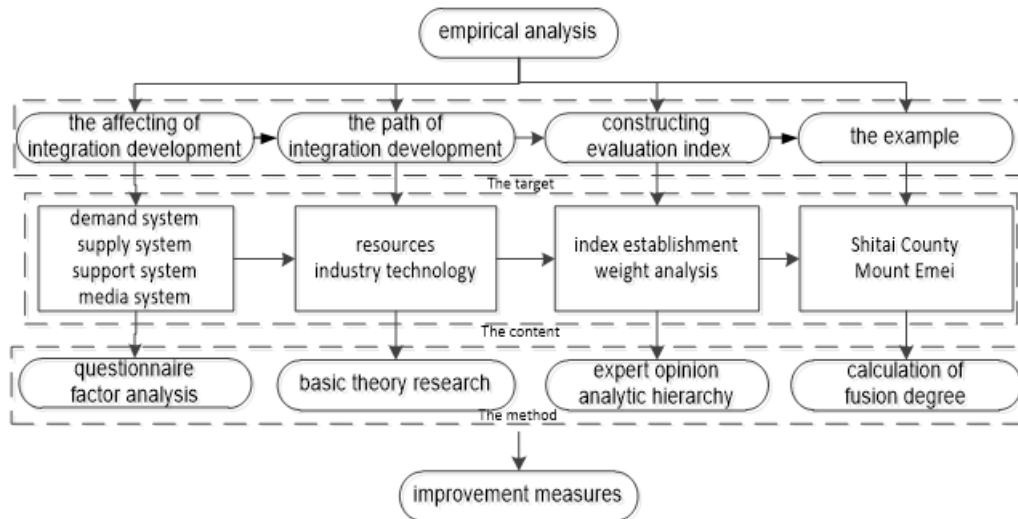 empirical analysis
the affecting of
integration development
the path of
integration development
constructing
evaluation index
the example
The target
demand system
supply system
support system
media system
resources
industry technology
index establishment
weight analysis
Shitai County
Mount Emei
The content
questionnaire
factor analysis
basic theory research
expert opinion
analytic hierarchy
calculation of
fusion degree
The method
improvement measures